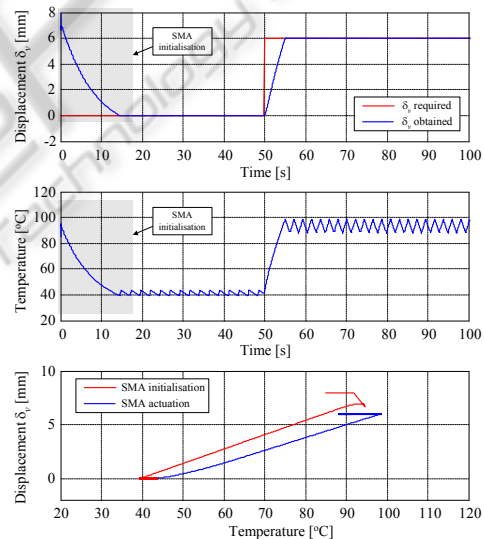 8
6
4
2
0
-2
Displacement δv [mm]
SMA
initialisation
δv required
δv obtained
0 10 20 30 40 50 60 70 80 90 100
Time [s]
120
100
80
60
40
20
Temperature [ºC]
SMA
initialisation
0 10 20 30 40 50 60 70 80 90 100
Time [s]
10
5
0
Displacement δv [mm]
SMA initialisation
SMA actuation
20 30 40 50 60 70 80 90 100 110 120
Temperature [ºC]